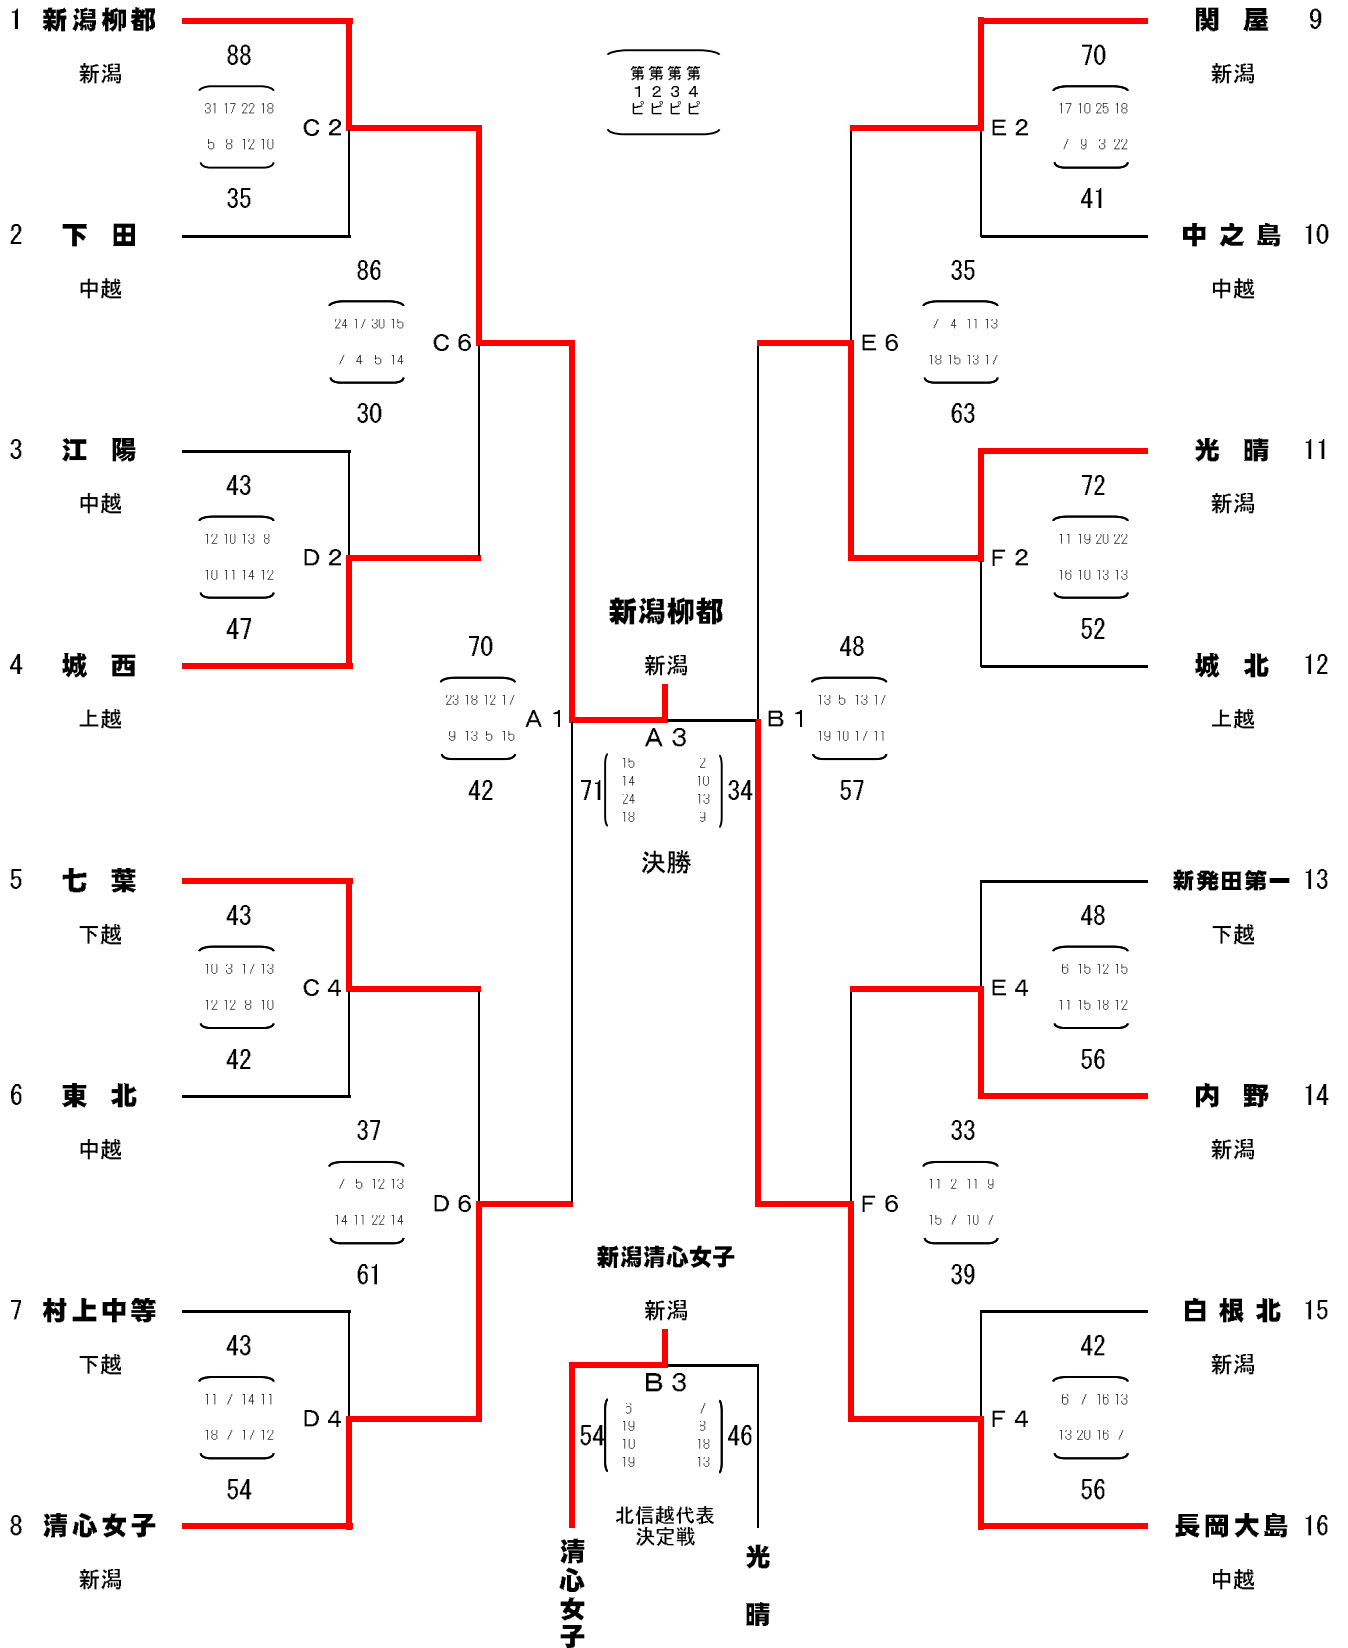 1 新潟柳都
新潟
88
31 17 22 18
5 8 12 10
35
C 2
2 下田
中越
86
24 17 30 15
7 4 5 14
30
C 6
3 江陽
中越
43
12 10 13 8
10 11 14 12
47
D 2
4 城西
上越
70
23 18 12 17
9 13 5 15
42
A 1
5 七葉
下越
43
10 3 17 13
12 12 8 10
42
C 4
6 東北
中越
37
7 5 12 13
14 11 22 14
61
D 6
7 村上中等
下越
43
11 7 14 11
18 7 17 12
54
D 4
8 清心女子
新潟
第1ピ
第2ピ
第3ピ
第4ピ
新潟柳都
新潟
A 3
71
15 2
14 10
24 13
18 9
34
決勝
新潟清心女子
新潟
B 3
54
6 7
19 8
10 18
19 13
46
北信越代表
決定戦
清心女子
光晴
関屋 9
新潟
70
17 10 25 18
7 9 3 22
41
E 2
中之島 10
中越
35
7 4 11 13
18 15 13 17
63
E 6
光晴 11
新潟
72
11 19 20 22
16 10 13 13
52
F 2
城北 12
上越
48
13 5 13 17
19 10 17 11
57
B 1
新発田第一 13
下越
48
6 15 12 15
11 15 18 12
56
E 4
内野 14
新潟
33
11 2 11 9
15 7 10 7
39
F 6
白根北 15
新潟
42
6 7 16 13
13 20 16 7
56
F 4
長岡大島 16
中越